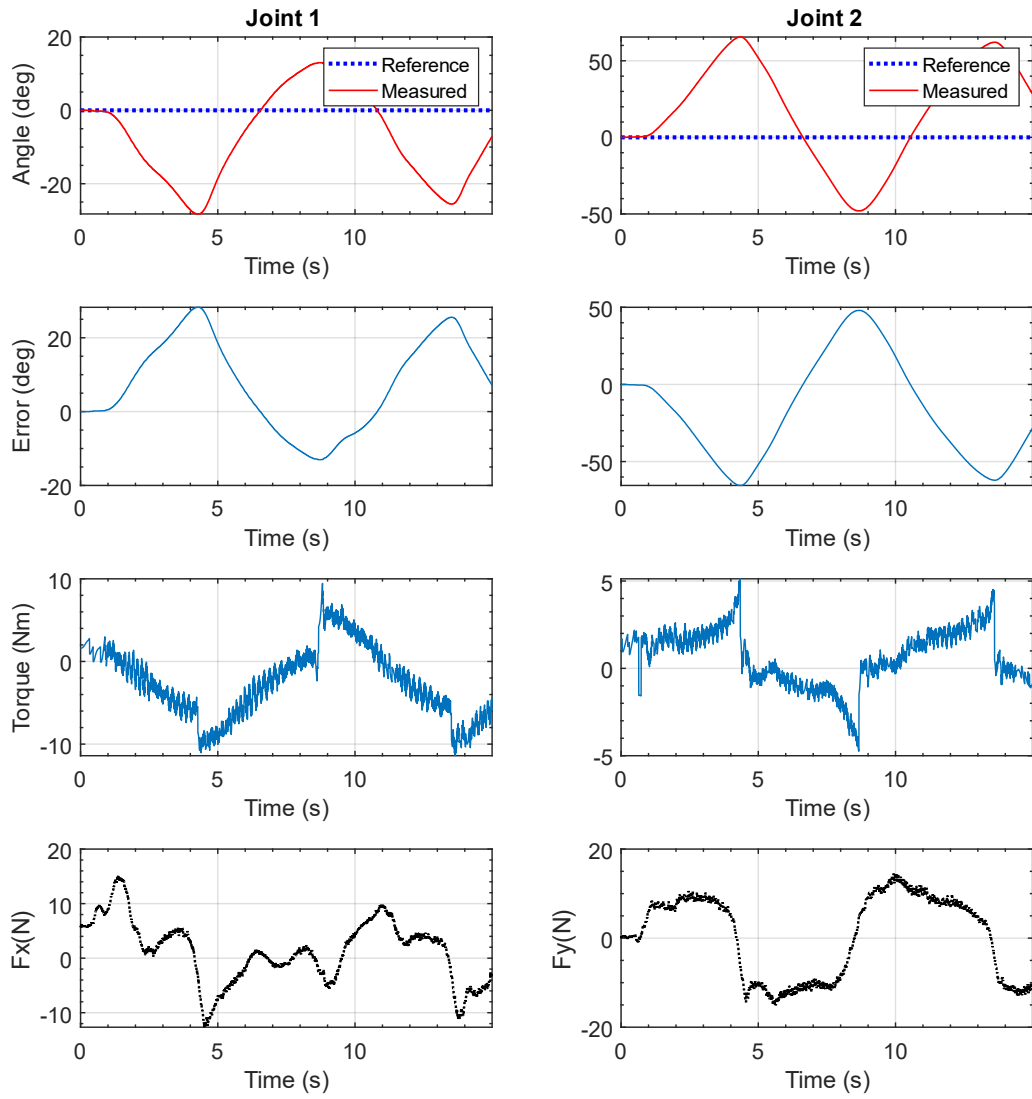 Joint 1
20
0
-20
Angle (deg)
Reference
Measured
0 5 10
Time (s)
Joint 2
50
0
-50
Reference
Measured
0 5 10
Time (s)
20
0
-20
Error (deg)
0 5 10
Time (s)
50
0
-50
0 5 10
Time (s)
10
0
-10
Torque (Nm)
0 5 10
Time (s)
5
0
-5
0 5 10
Time (s)
20
10
0
-10
Fx(N)
0 5 10
Time (s)
20
0
-20
Fy(N)
0 5 10
Time (s)